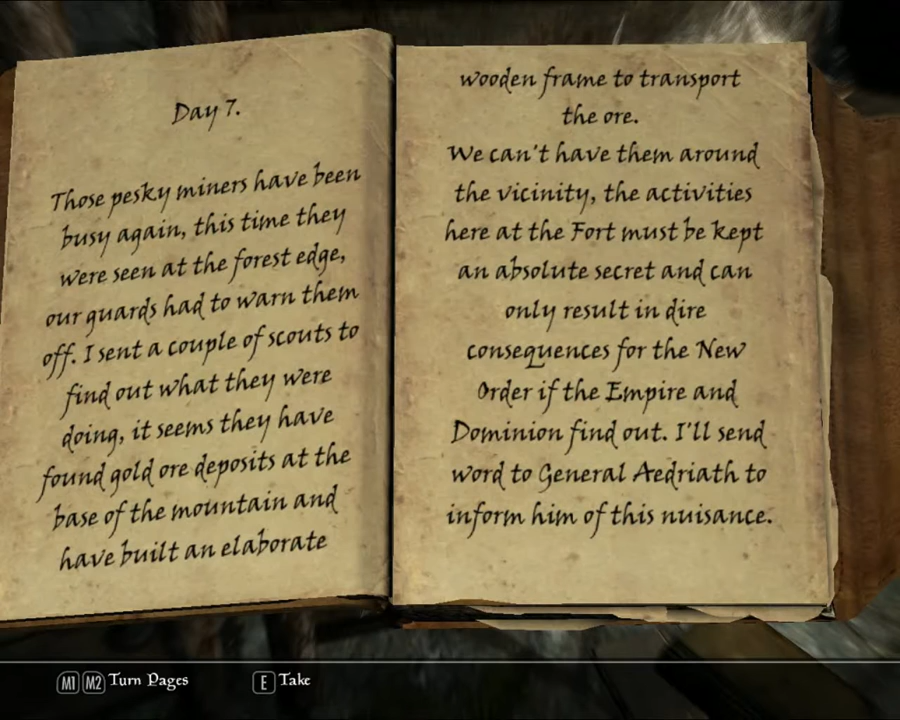 Day 7.
Those pesky miners have been
busy again, this time they
were seen at the forest edge,
our guards had to warn them
off. I sent a couple of scouts to
find out what they were
doing, it seems they have
found gold ore deposits at the
base of the mountain and
have built an elaborate
wooden frame to transport
the ore.
We can't have them around
the vicinity, the activities
here at the Fort must be kept
an absolute secret and can
only result in dire
consequences for the New
Order if the Empire and
Dominion find out. I'll send
word to General Aedriath to
inform him of this nuisance.
M1 M2 Turn Pages
E Take